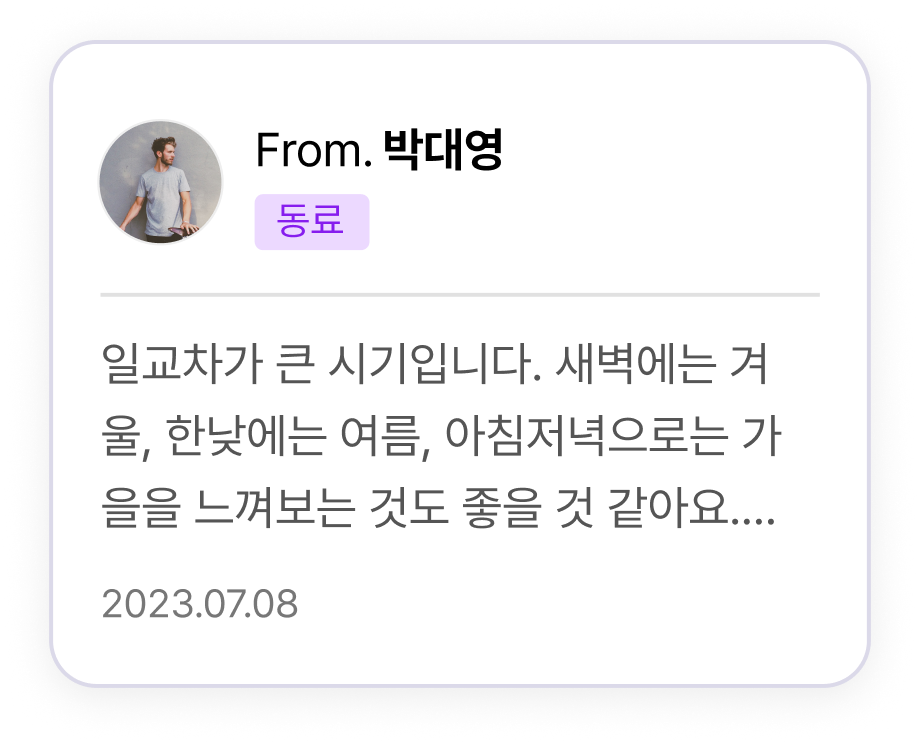 From. 박대영
동료
일교차가 큰 시기입니다. 새벽에는 겨
울, 한낮에는 여름, 아침저녁으로는 가
을을 느껴보는 것도 좋을 것 같아요....
2023.07.08